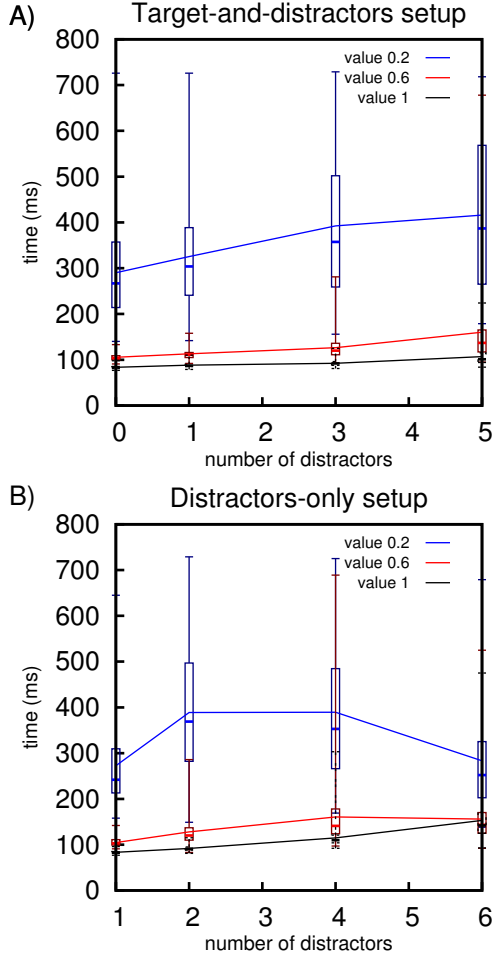 A)
Target-and-distractors setup
800
700
600
500
400
300
200
100
0
time (ms)
value 0.2
value 0.6
value 1
0 1 2 3 4 5
number of distractors
B)
Distractors-only setup
800
700
600
500
400
300
200
100
0
time (ms)
value 0.2
value 0.6
value 1
1 2 3 4 5 6
number of distractors